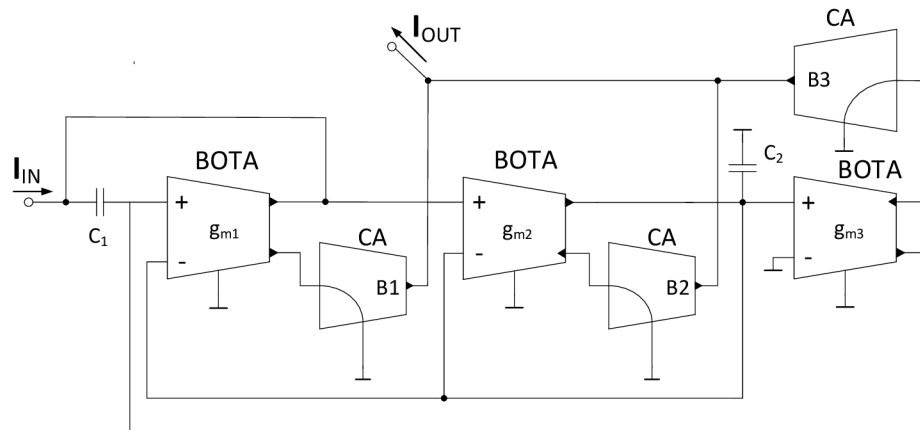 CA
I_OUT
B3
C_2
BOTA
BOTA
BOTA
I_IN
+
g_m1
-
C_1
CA
B1
+
g_m2
-
CA
B2
+
g_m3
-